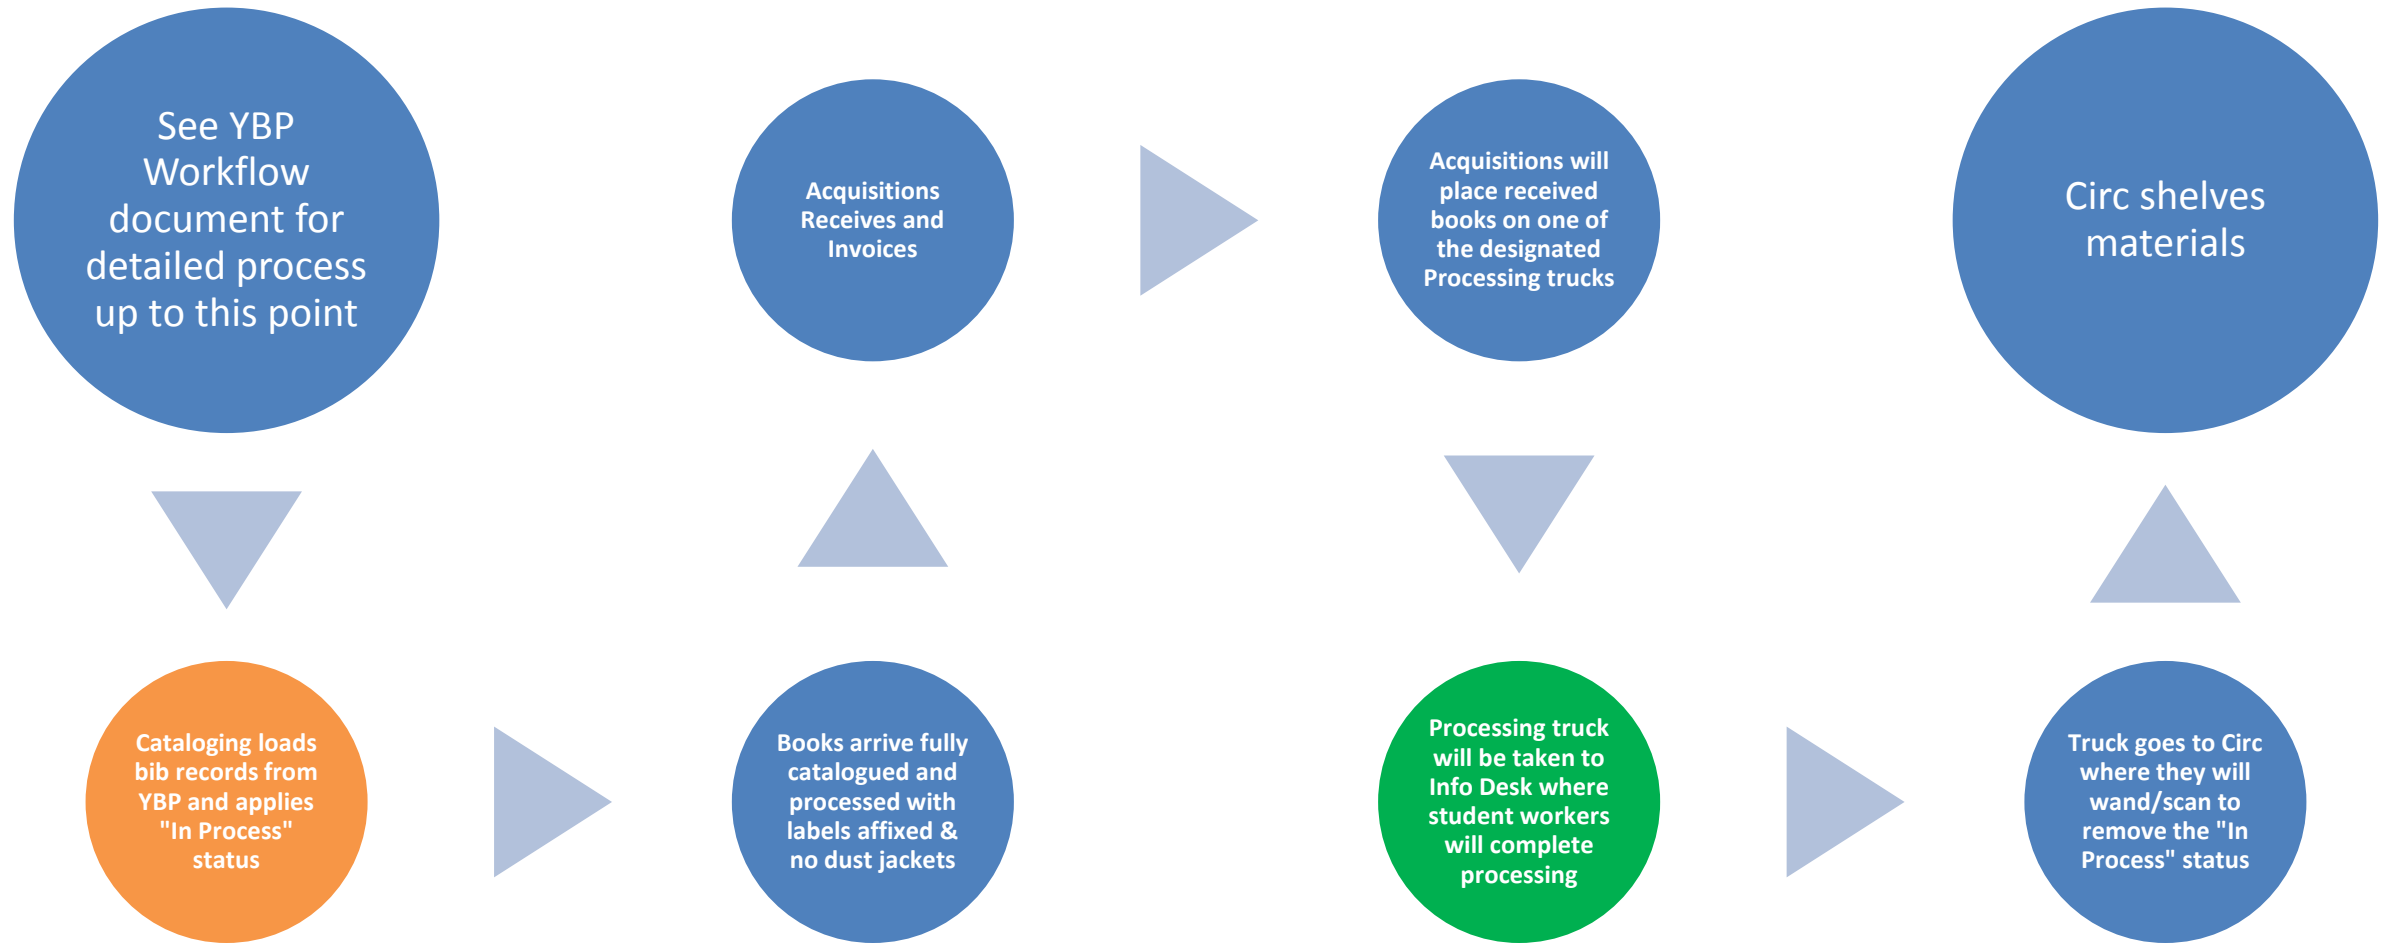 See YBP
Workflow
document for
detailed process
up to this point
Cataloging loads
bib records from
YBP and applies
"In Process"
status
Books arrive fully
catalogued and
processed with
labels affixed &
no dust jackets
Acquisitions
Receives and
Invoices
Acquisitions will
place received
books on one of
the designated
Processing trucks
Processing truck
will be taken to
Info Desk where
student workers
will complete
processing
Truck goes to Circ
where they will
wand/scan to
remove the "In
Process" status
Circ shelves
materials